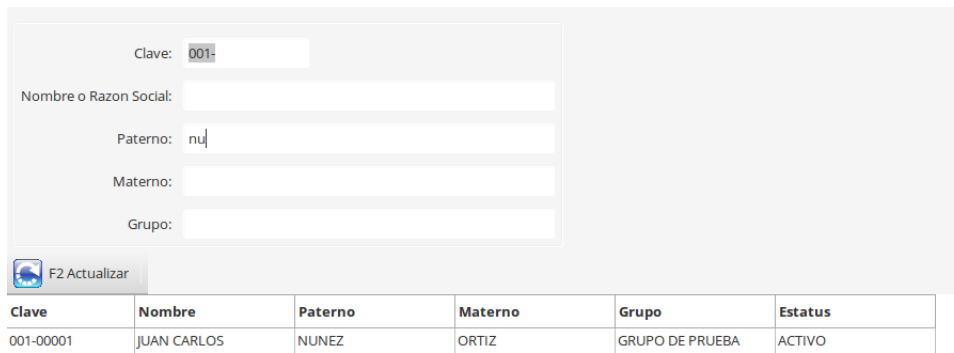 Clave: 001-
Nombre o Razon Social:
Paterno: nu
Materno:
Grupo:
F2 Actualizar
Clave Nombre Paterno Materno Grupo Estatus
001-00001 JUAN CARLOS NUNEZ ORTIZ GRUPO DE PRUEBA ACTIVO